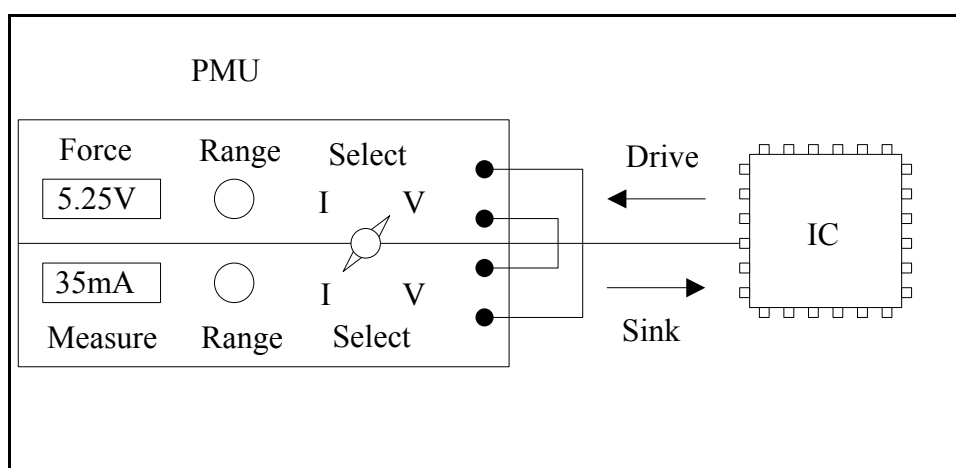 PMU
Force Range Select
5.25V I V
35mA I V
Measure Range Select
Drive
Sink
IC